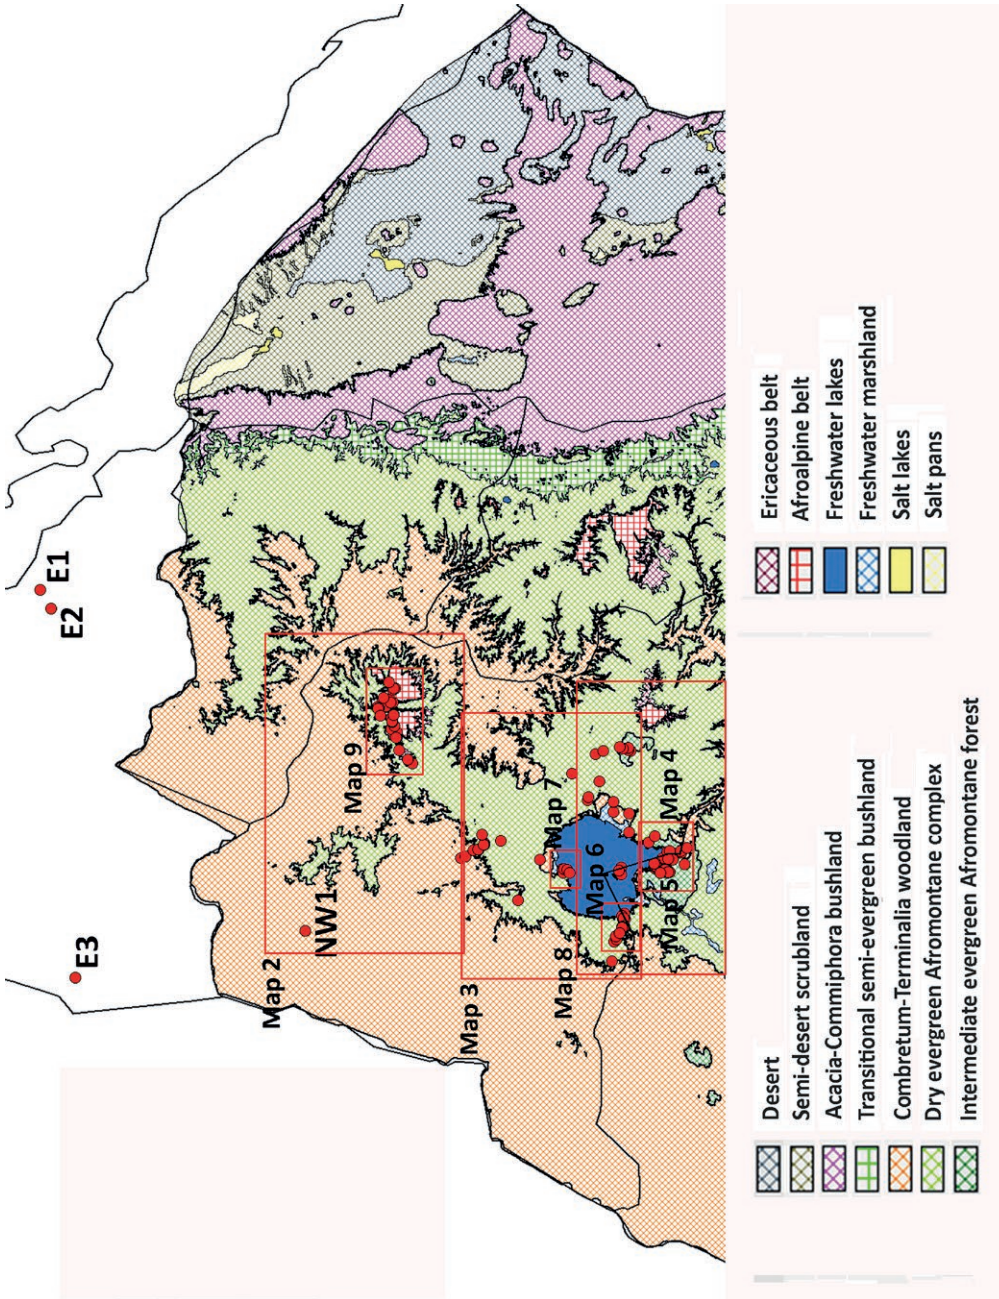 E1
E2
E3
NW1
Map 2
Map 9
Map 3
Map 7
Map 6
Map 4
Map 5
Map 8
Desert
Semi-desert scrubland
Acacia-Commiphora bushland
Transitional semi-evergreen bushland
Combretum-Terminalia woodland
Dry evergreen Afromontane complex
Intermediate evergreen Afromontane forest
Ericaceous belt
Afroalpine belt
Freshwater lakes
Freshwater marshland
Salt lakes
Salt pans